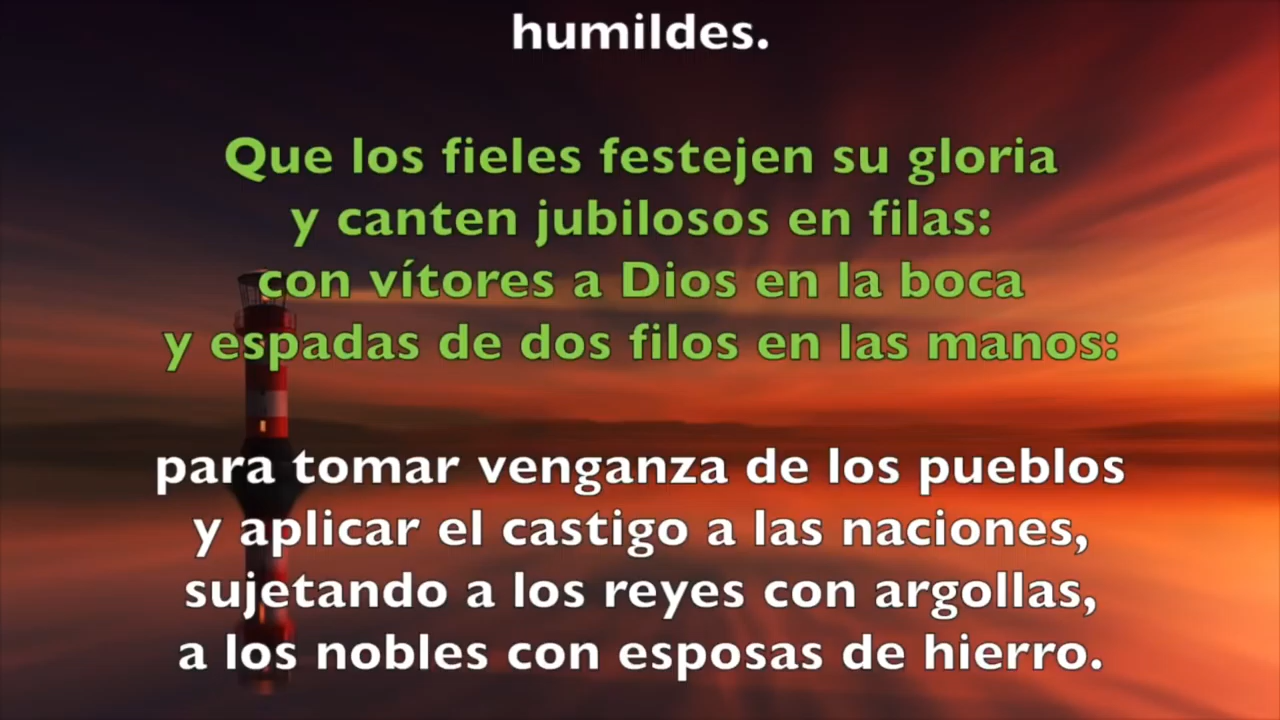 humildes.
Que los fieles festejen su gloria
y canten jubilosos en filas:
con vítores a Dios en la boca
y espadas de dos filos en las manos:
para tomar venganza de los pueblos
y aplicar el castigo a las naciones,
sujetando a los reyes con argollas,
a los nobles con esposas de hierro.